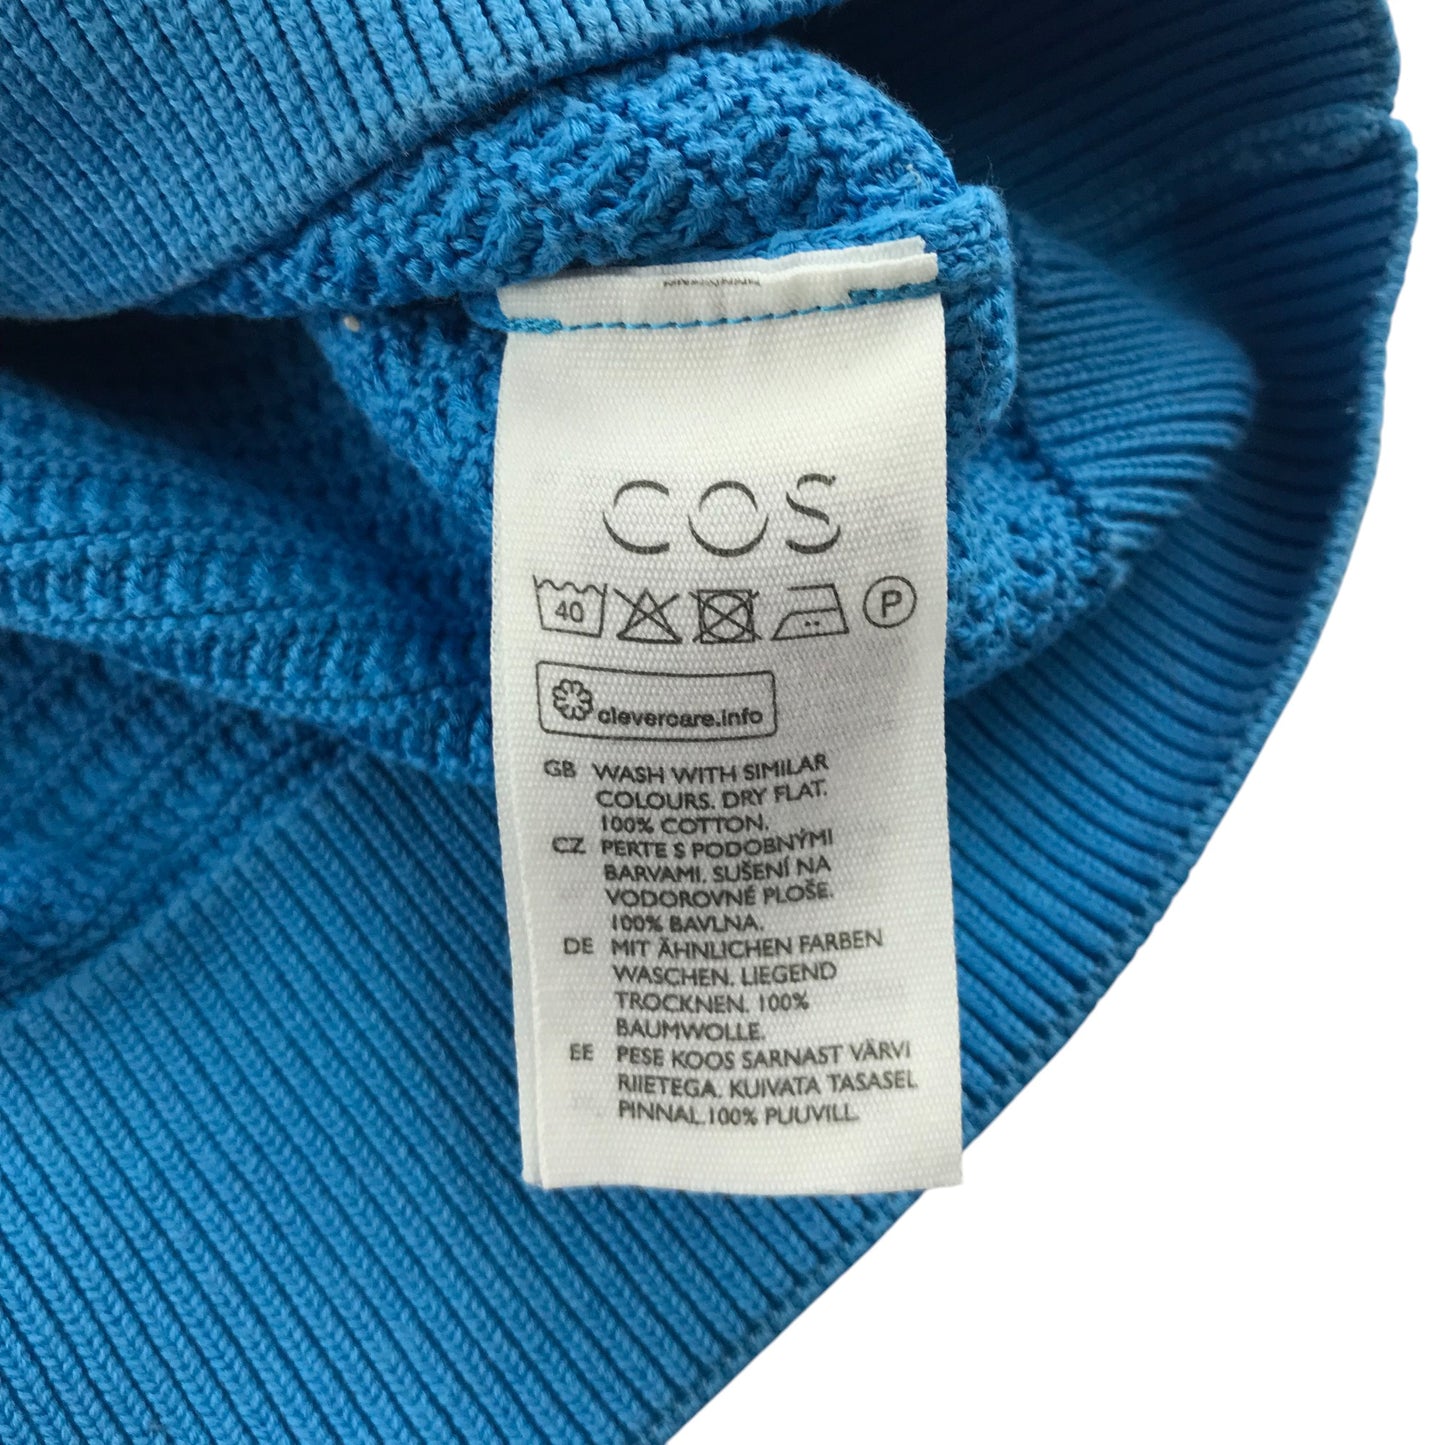 COS
40
P
clevercare.info
GB WASH WITH SIMILAR
COLOURS. DRY FLAT.
100% COTTON.
CZ PERTE S PODOBNÝMI
BARVAMI. SUŠENÍ NA
VODOROVNÉ PLOŠE.
100% BAVLNA.
DE MIT ÄHNLICHEN FARBEN
WASCHEN. LIEGEND
TROCKNEN. 100%
BAUMWOLLE.
EE PESE KOOS SARNAST VÄRVI
RIIETEGA. KUIVATA TASASEL
PINNAL.100% PUUVILL.